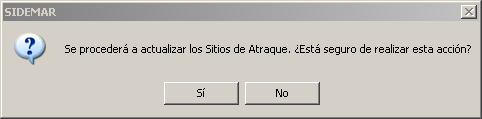 SIDEMAR
Se procederá a actualizar los Sitios de Atraque. ¿Está seguro de realizar esta acción?
Sí
No